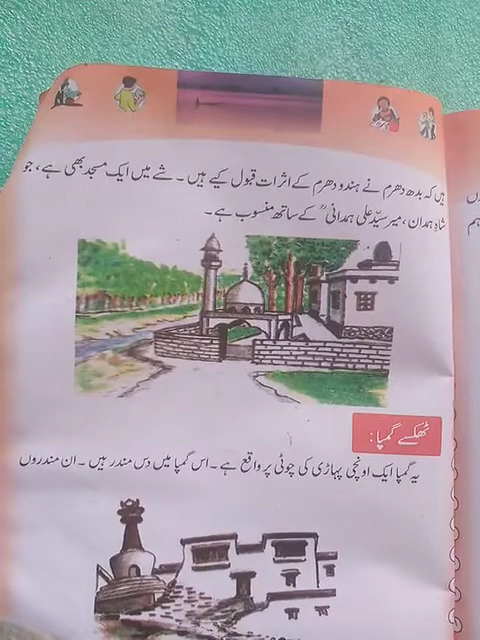 ہیں کہ بدھ دھرم نے ہندو دھرم کے اثرات قبول کیے ہیں۔ شے میں ایک مسجد بھی ہے، جو
شاہِ ہمدان، میر سیّد علی ہمدانیؒ کے ساتھ منسوب ہے۔
ٹھکسے گمپا:
یہ گمپا ایک اونچی پہاڑی کی چوٹی پر واقع ہے۔ اس گمپا میں دس مندر ہیں۔ ان مندروں